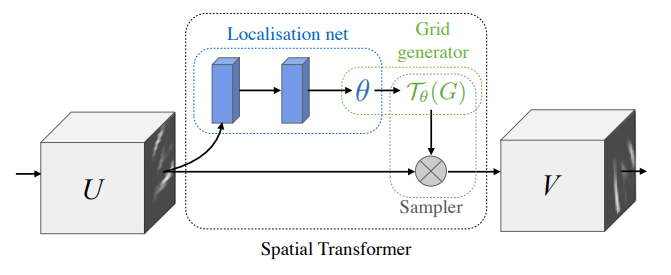 Localisation net
Grid
generator
θ
𝒯θ(G)
U
V
Sampler
Spatial Transformer